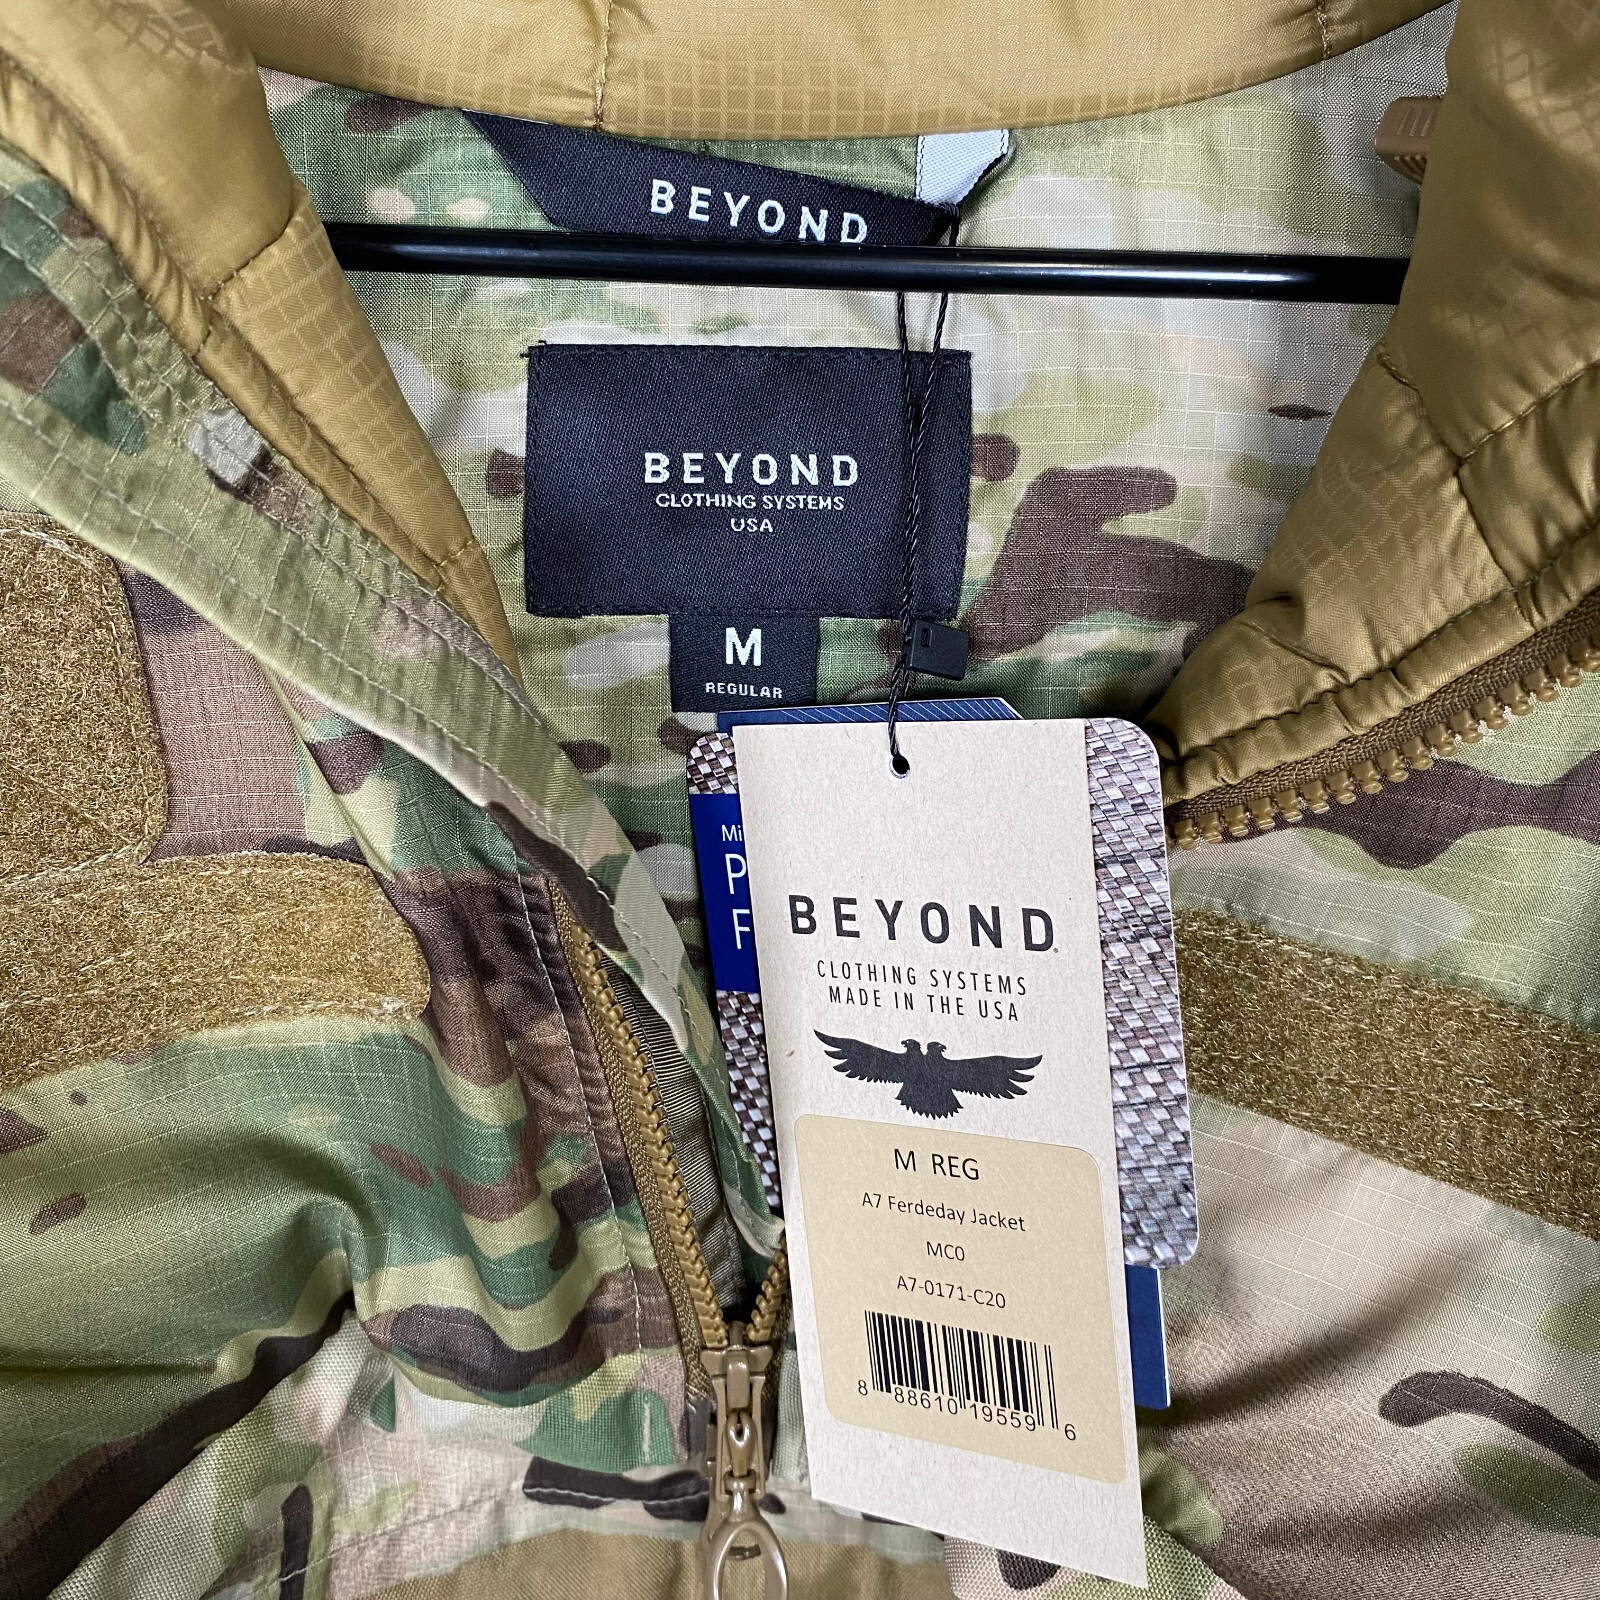 BEYOND
BEYOND
CLOTHING SYSTEMS
USA
M
REGULAR
Mi
P
F
BEYOND
CLOTHING SYSTEMS
MADE IN THE USA
M REG
A7 Ferdeday Jacket
MC0
A7-0171-C20
8 88610 19559 6